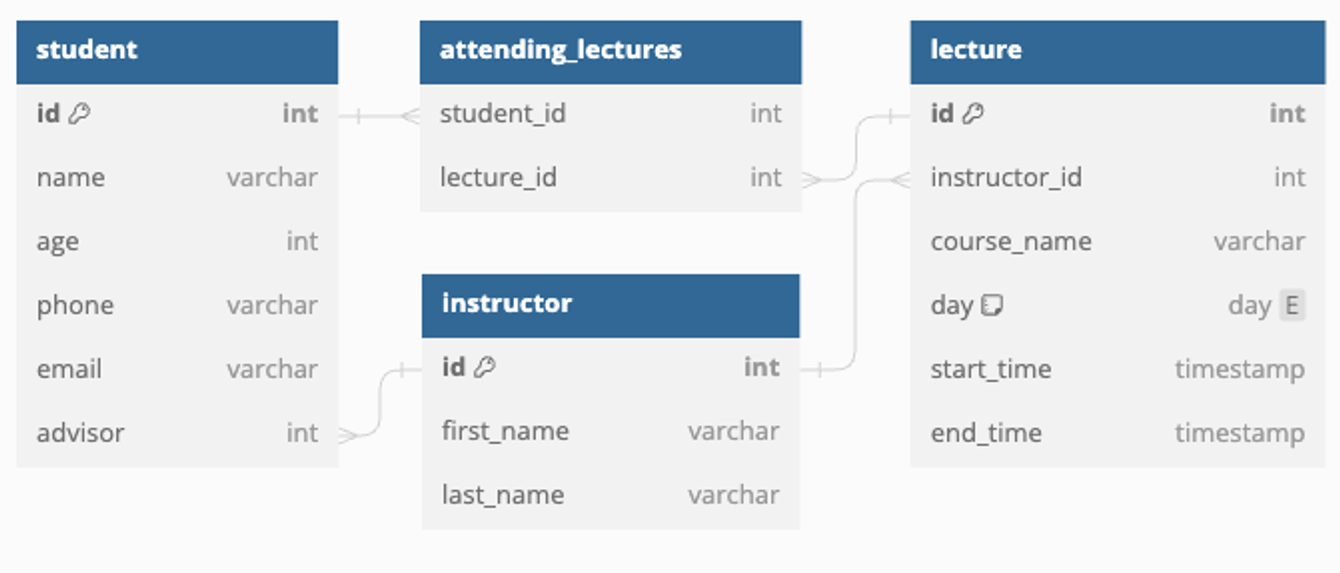 student
id int
name varchar
age int
phone varchar
email varchar
advisor int
attending_lectures
student_id int
lecture_id int
instructor
id int
first_name varchar
last_name varchar
lecture
id int
instructor_id int
course_name varchar
day day E
start_time timestamp
end_time timestamp